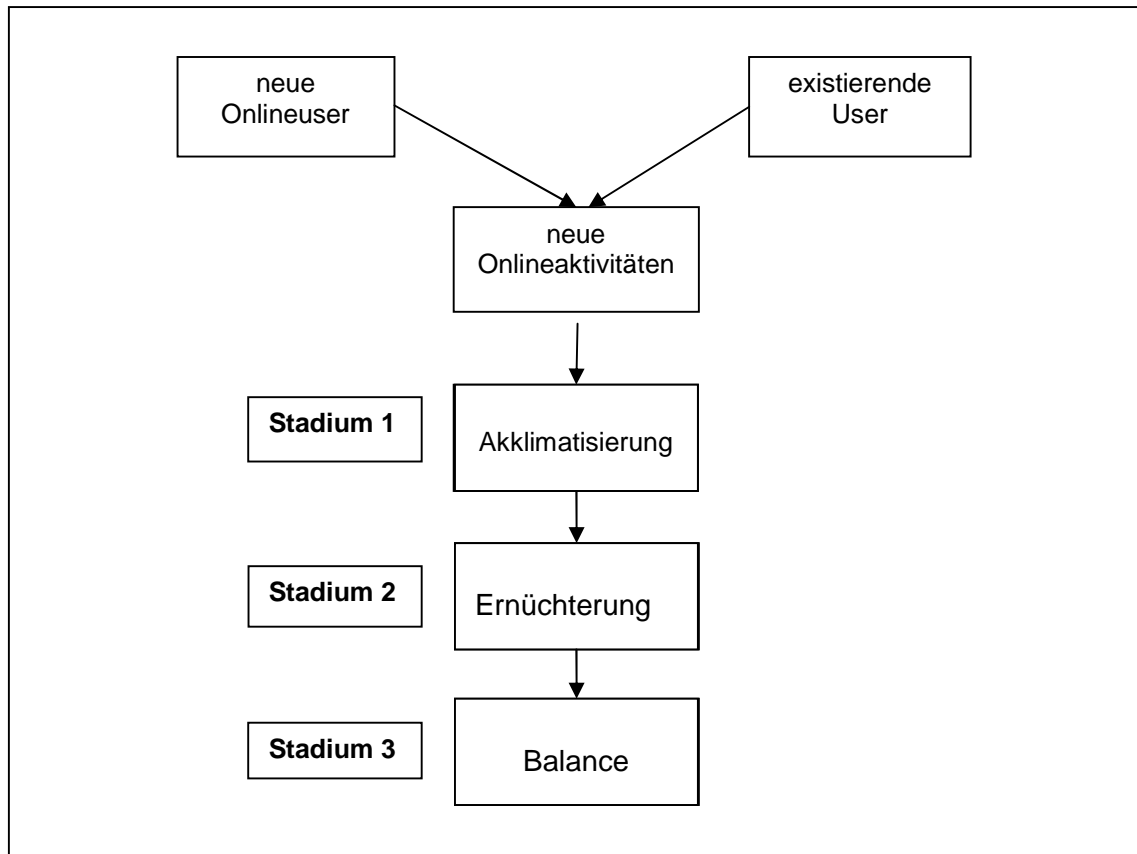 neue
Onlineuser
existierende
User
neue
Onlineaktivitäten
Stadium 1
Akklimatisierung
Stadium 2
Ernüchterung
Stadium 3
Balance